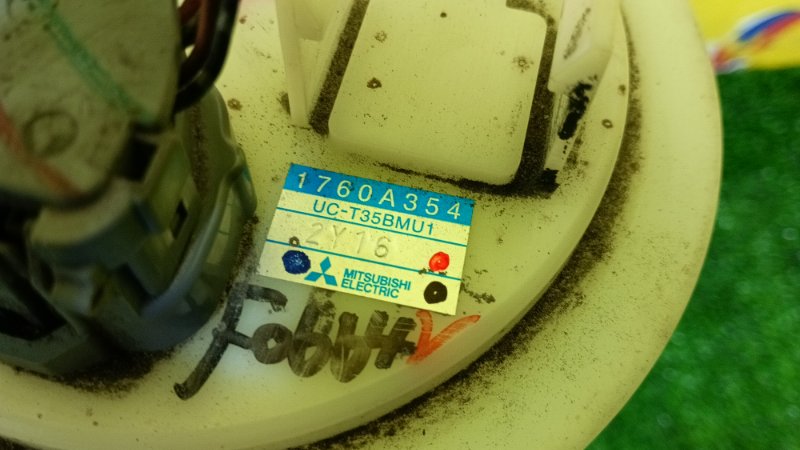 1760A354
UC-T35BMU1
2Y16
MITSUBISHI
ELECTRIC